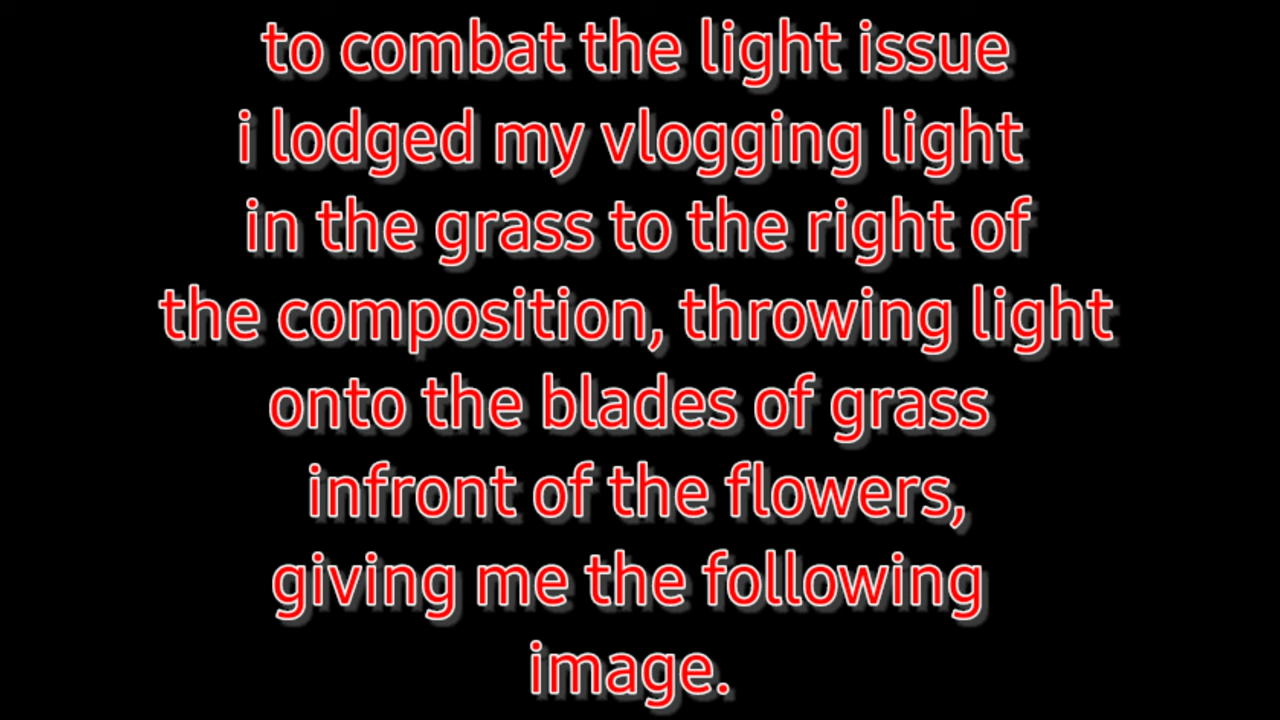 to combat the light issue
i lodged my vlogging light
in the grass to the right of
the composition, throwing light
onto the blades of grass
infront of the flowers,
giving me the following
image.